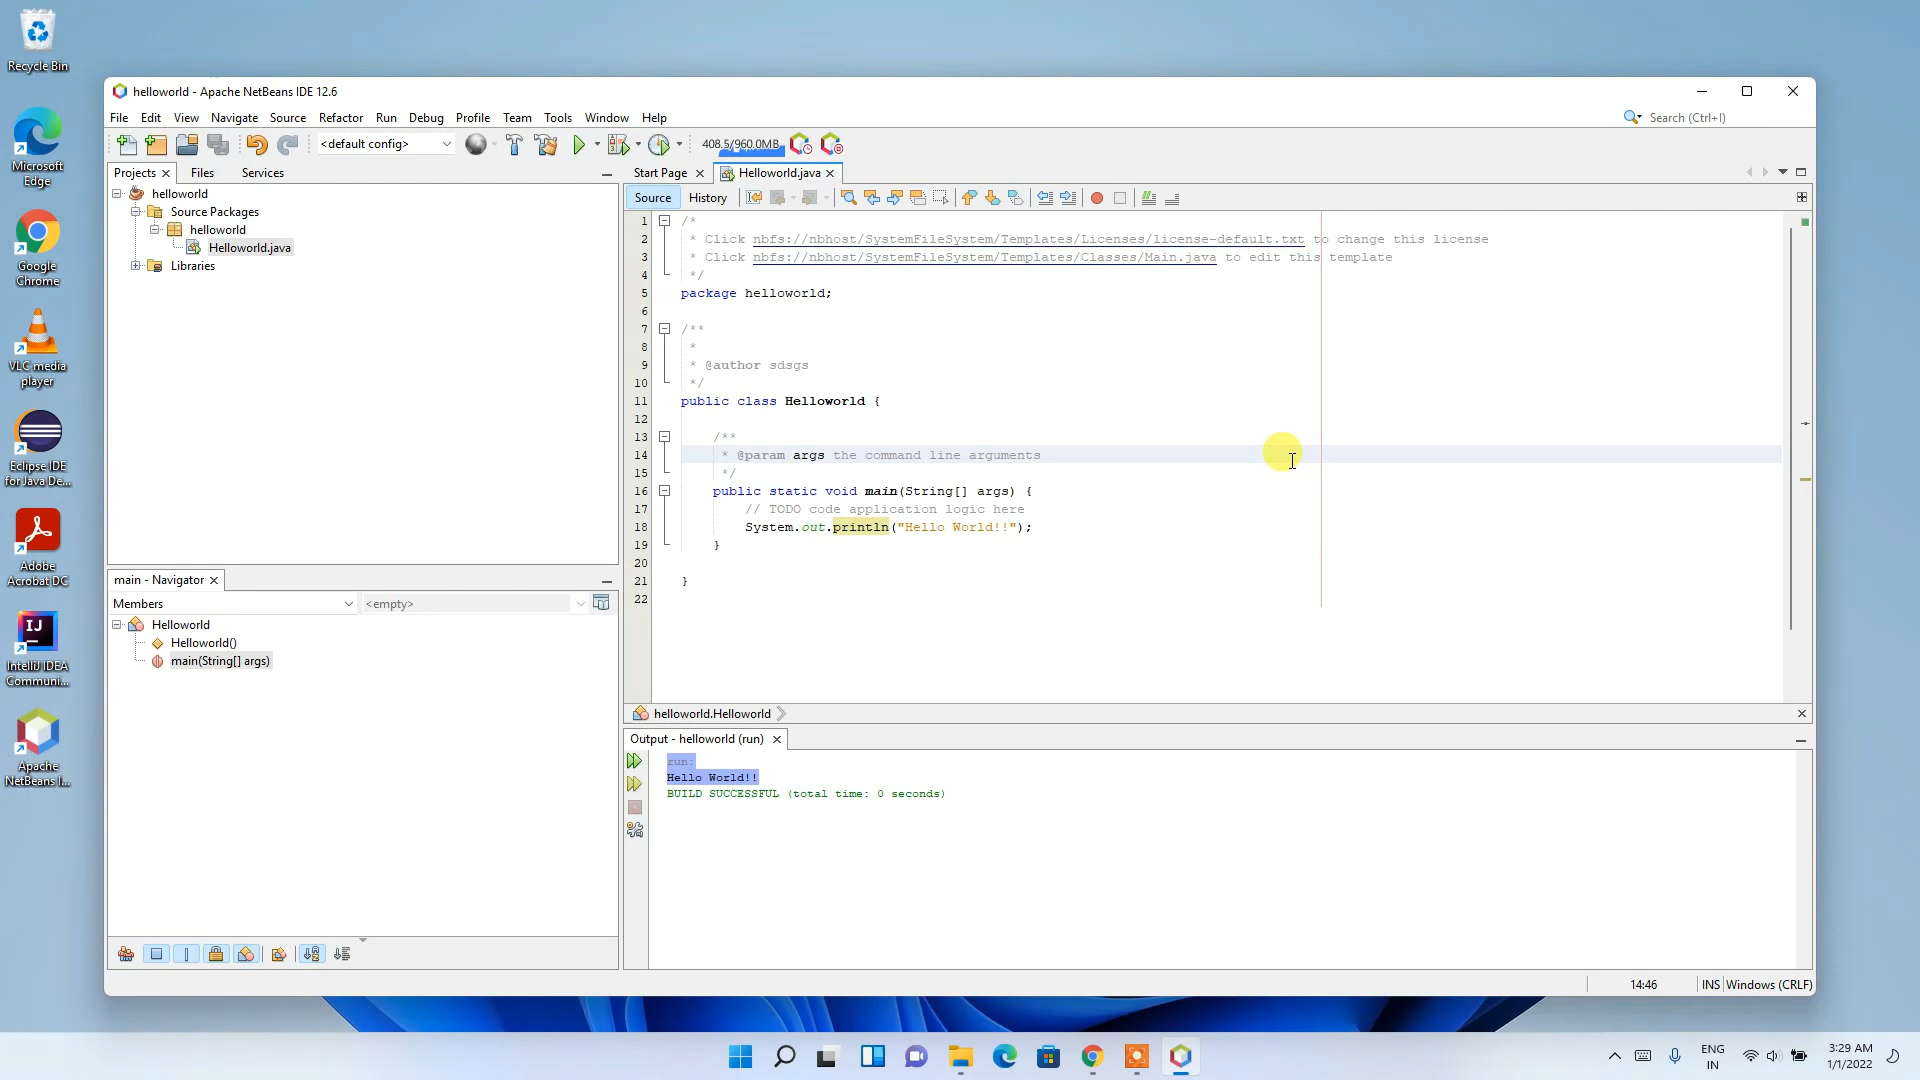 Recycle Bin
Microsoft
Edge
Google
Chrome
VLC media
player
Eclipse IDE
for Java De...
Adobe
Acrobat DC
IJ
IntelliJ IDEA
Communi...
Apache
NetBeans I...
helloworld - Apache NetBeans IDE 12.6
File Edit View Navigate Source Refactor Run Debug Profile Team Tools Window Help
Search (Ctrl+I)
<default config>
408.5/960.0MB
Projects Files Services
helloworld
Source Packages
helloworld
Helloworld.java
Libraries
main - Navigator
Members <empty>
Helloworld
Helloworld()
main(String[] args)
Start Page Helloworld.java
Source History
1 /*
2 * Click nbfs://nbhost/SystemFileSystem/Templates/Licenses/license-default.txt to change this license
3 * Click nbfs://nbhost/SystemFileSystem/Templates/Classes/Main.java to edit this template
4 */
5 package helloworld;
6
7 /**
8 *
9 * @author sdsgs
10 */
11 public class Helloworld {
12
13 /**
14 * @param args the command line arguments
15 */
16 public static void main(String[] args) {
17 // TODO code application logic here
18 System.out.println("Hello World!!");
19 }
20
21 }
22
helloworld.Helloworld
Output - helloworld (run)
run:
Hello World!!
BUILD SUCCESSFUL (total time: 0 seconds)
14:46 INS Windows (CRLF)
ENG
IN
3:29 AM
1/1/2022